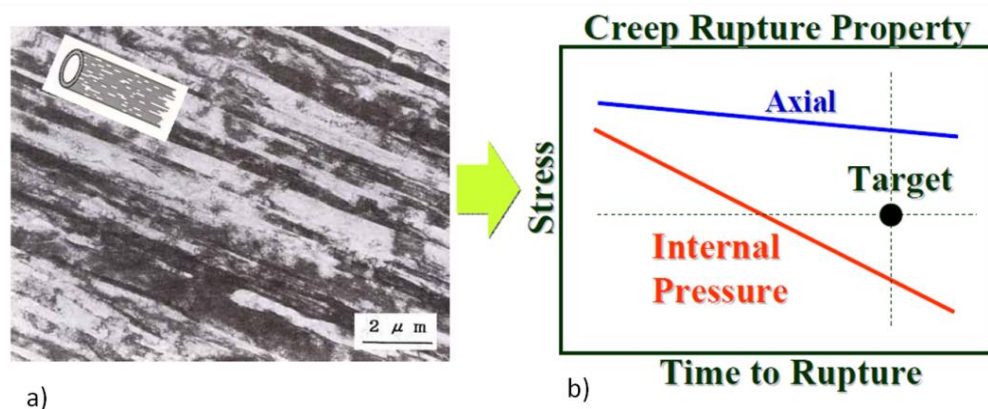 2 μ m
a)
Creep Rupture Property
Axial
Target
Internal
Pressure
Stress
Time to Rupture
b)